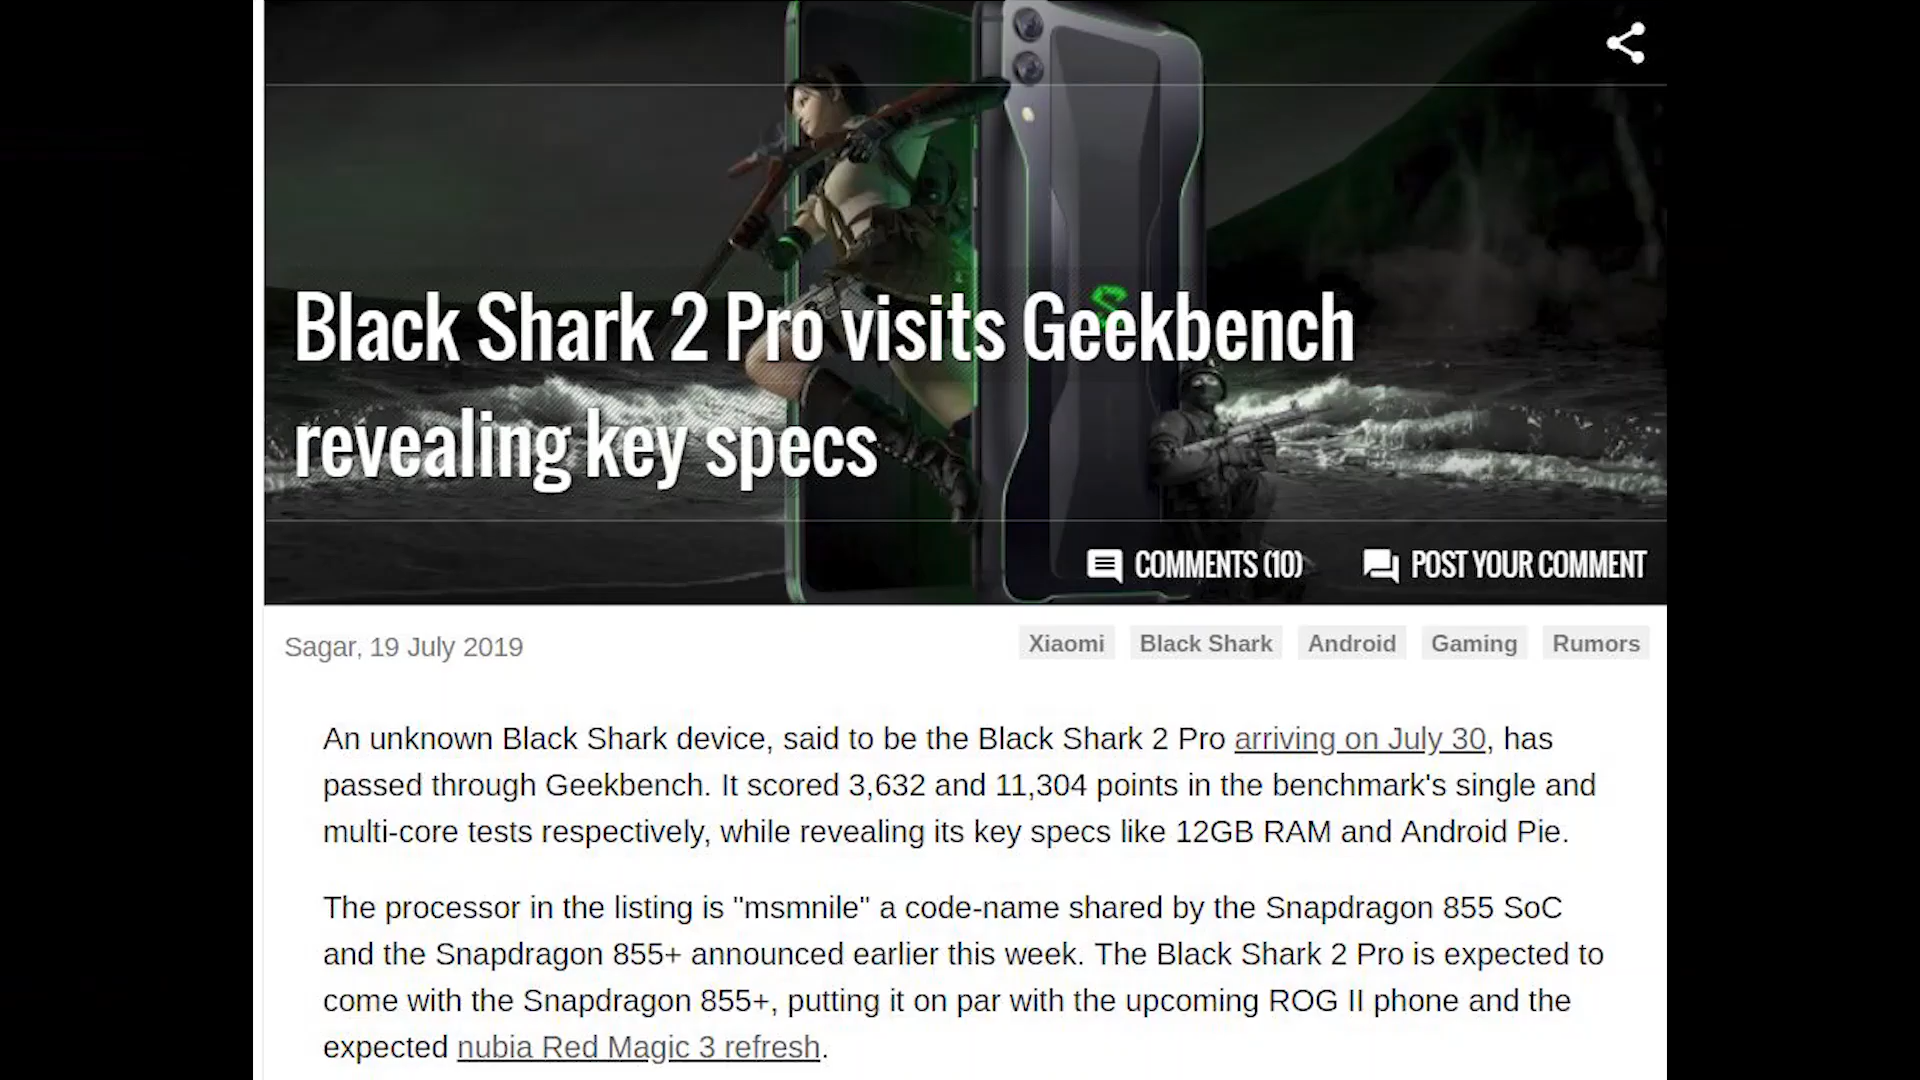 Black Shark 2 Pro visits Geekbench
revealing key specs
COMMENTS (10) POST YOUR COMMENT
Sagar, 19 July 2019 Xiaomi Black Shark Android Gaming Rumors
An unknown Black Shark device, said to be the Black Shark 2 Pro arriving on July 30, has
passed through Geekbench. It scored 3,632 and 11,304 points in the benchmark's single and
multi-core tests respectively, while revealing its key specs like 12GB RAM and Android Pie.
The processor in the listing is "msmnile" a code-name shared by the Snapdragon 855 SoC
and the Snapdragon 855+ announced earlier this week. The Black Shark 2 Pro is expected to
come with the Snapdragon 855+, putting it on par with the upcoming ROG II phone and the
expected nubia Red Magic 3 refresh.